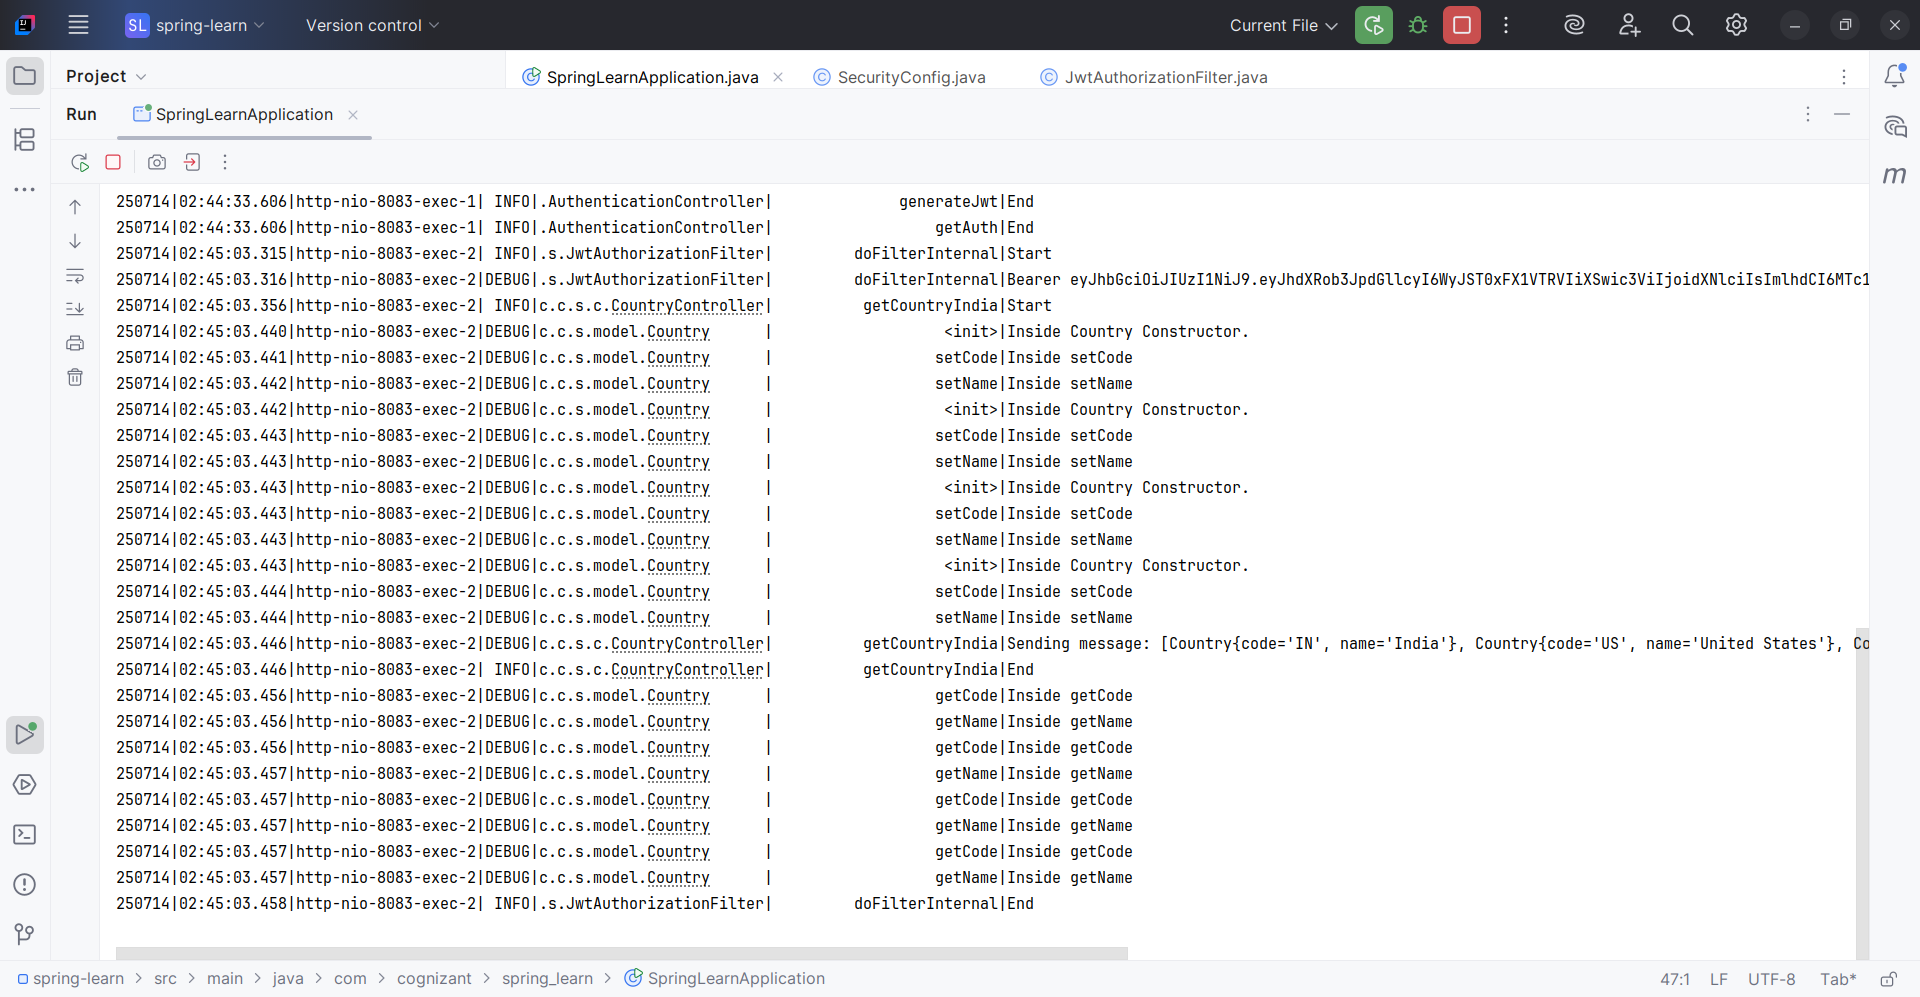 SL spring-learn Version control Current File
Project SpringLearnApplication.java SecurityConfig.java JwtAuthorizationFilter.java
Run SpringLearnApplication
250714|02:44:33.606|http-nio-8083-exec-1| INFO|.AuthenticationController| generateJwt|End
250714|02:44:33.606|http-nio-8083-exec-1| INFO|.AuthenticationController| getAuth|End
250714|02:45:03.315|http-nio-8083-exec-2| INFO|.s.JwtAuthorizationFilter| doFilterInternal|Start
250714|02:45:03.316|http-nio-8083-exec-2|DEBUG|.s.JwtAuthorizationFilter| doFilterInternal|Bearer eyJhbGciOiJIUzI1NiJ9.eyJhdXRob3JpdGllcyI6WyJST0xFX1VTRVIiXSwic3ViIjoidXNlciIsImlhdCI6MTc1
250714|02:45:03.356|http-nio-8083-exec-2| INFO|c.c.s.c.CountryController| getCountryIndia|Start
250714|02:45:03.440|http-nio-8083-exec-2|DEBUG|c.c.s.model.Country | <init>|Inside Country Constructor.
250714|02:45:03.441|http-nio-8083-exec-2|DEBUG|c.c.s.model.Country | setCode|Inside setCode
250714|02:45:03.442|http-nio-8083-exec-2|DEBUG|c.c.s.model.Country | setName|Inside setName
250714|02:45:03.442|http-nio-8083-exec-2|DEBUG|c.c.s.model.Country | <init>|Inside Country Constructor.
250714|02:45:03.443|http-nio-8083-exec-2|DEBUG|c.c.s.model.Country | setCode|Inside setCode
250714|02:45:03.443|http-nio-8083-exec-2|DEBUG|c.c.s.model.Country | setName|Inside setName
250714|02:45:03.443|http-nio-8083-exec-2|DEBUG|c.c.s.model.Country | <init>|Inside Country Constructor.
250714|02:45:03.443|http-nio-8083-exec-2|DEBUG|c.c.s.model.Country | setCode|Inside setCode
250714|02:45:03.443|http-nio-8083-exec-2|DEBUG|c.c.s.model.Country | setName|Inside setName
250714|02:45:03.443|http-nio-8083-exec-2|DEBUG|c.c.s.model.Country | <init>|Inside Country Constructor.
250714|02:45:03.444|http-nio-8083-exec-2|DEBUG|c.c.s.model.Country | setCode|Inside setCode
250714|02:45:03.444|http-nio-8083-exec-2|DEBUG|c.c.s.model.Country | setName|Inside setName
250714|02:45:03.446|http-nio-8083-exec-2|DEBUG|c.c.s.c.CountryController| getCountryIndia|Sending message: [Country{code='IN', name='India'}, Country{code='US', name='United States'}, Co
250714|02:45:03.446|http-nio-8083-exec-2| INFO|c.c.s.c.CountryController| getCountryIndia|End
250714|02:45:03.456|http-nio-8083-exec-2|DEBUG|c.c.s.model.Country | getCode|Inside getCode
250714|02:45:03.456|http-nio-8083-exec-2|DEBUG|c.c.s.model.Country | getName|Inside getName
250714|02:45:03.456|http-nio-8083-exec-2|DEBUG|c.c.s.model.Country | getCode|Inside getCode
250714|02:45:03.457|http-nio-8083-exec-2|DEBUG|c.c.s.model.Country | getName|Inside getName
250714|02:45:03.457|http-nio-8083-exec-2|DEBUG|c.c.s.model.Country | getCode|Inside getCode
250714|02:45:03.457|http-nio-8083-exec-2|DEBUG|c.c.s.model.Country | getName|Inside getName
250714|02:45:03.457|http-nio-8083-exec-2|DEBUG|c.c.s.model.Country | getCode|Inside getCode
250714|02:45:03.457|http-nio-8083-exec-2|DEBUG|c.c.s.model.Country | getName|Inside getName
250714|02:45:03.458|http-nio-8083-exec-2| INFO|.s.JwtAuthorizationFilter| doFilterInternal|End
spring-learn > src > main > java > com > cognizant > spring_learn > SpringLearnApplication 47:1 LF UTF-8 Tab*